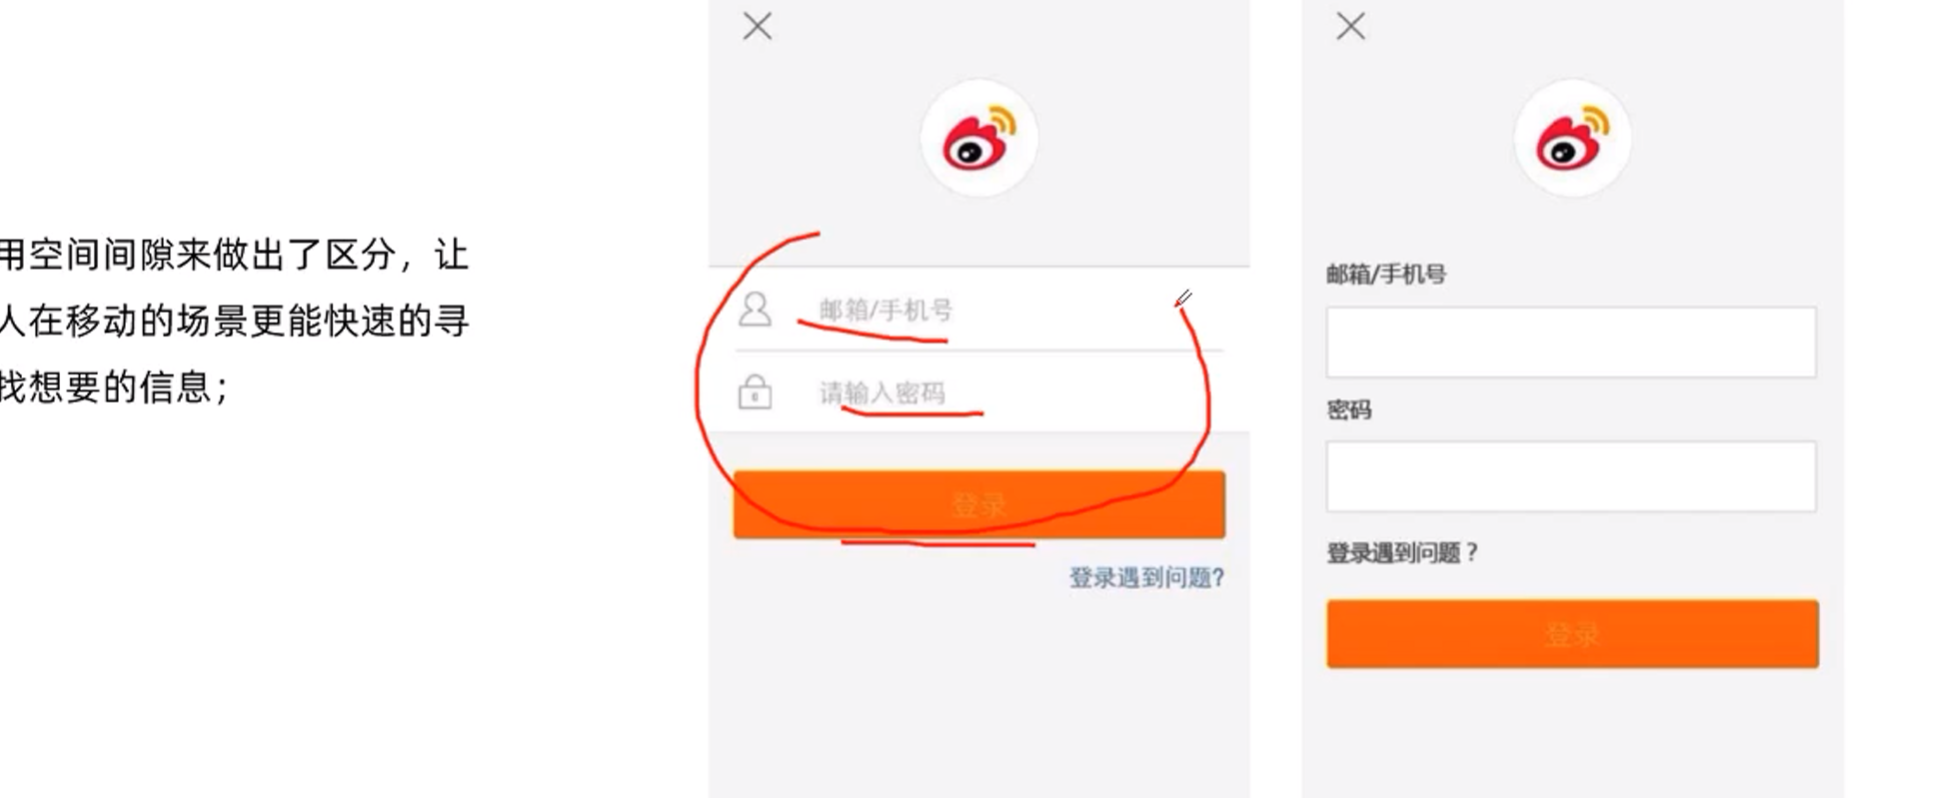 用空间间隙来做出了区分，让
人在移动的场景更能快速的寻
找想要的信息；
邮箱/手机号
请输入密码
登录
登录遇到问题?
邮箱/手机号
密码
登录遇到问题？
登录